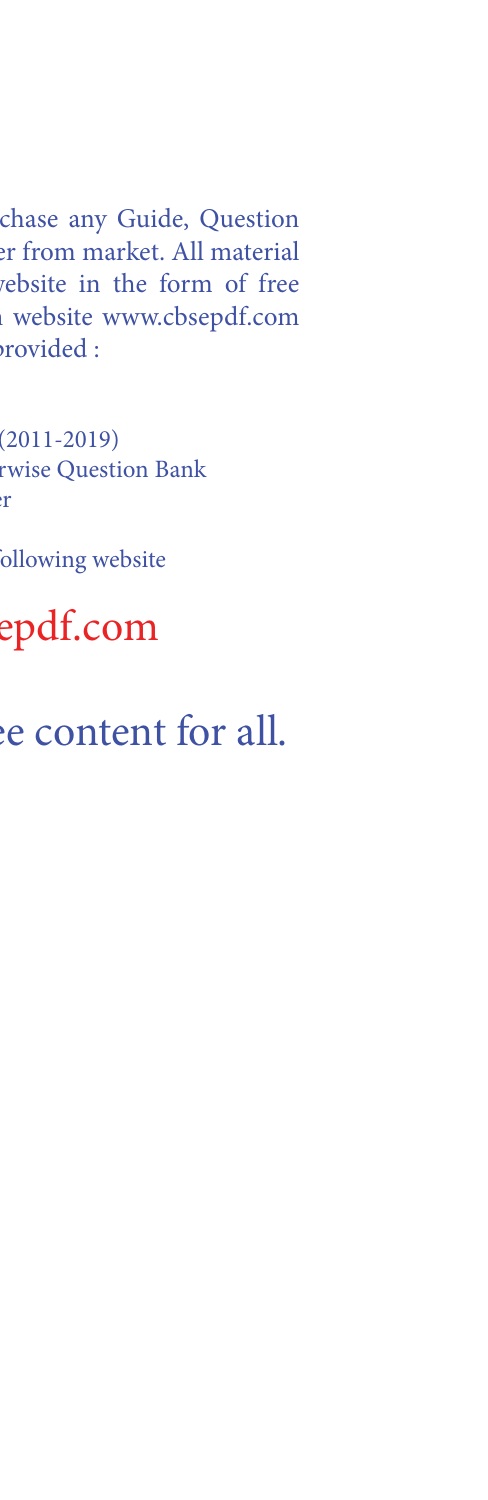 chase any Guide, Question
er from market. All material
website in the form of free
website www.cbsepdf.com
provided :
(2011-2019)
rwise Question Bank
er
following website
epdf.com
ee content for all.